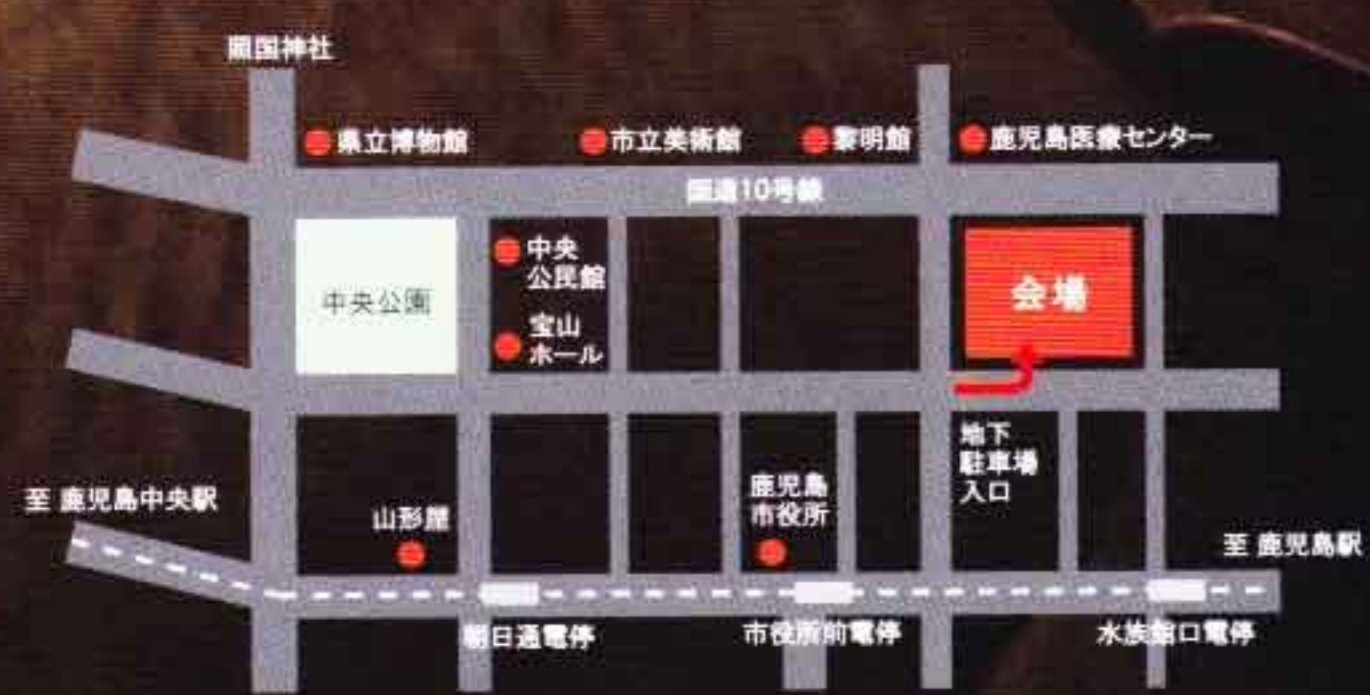 照国神社
県立博物館
市立美術館
黎明館
鹿児島医療センター
国道10号線
中央公園
中央
公民館
宝山
ホール
会場
地下
駐車場
入口
至 鹿児島中央駅
山形屋
鹿児島
市役所
至 鹿児島駅
朝日通電停
市役所前電停
水族館口電停